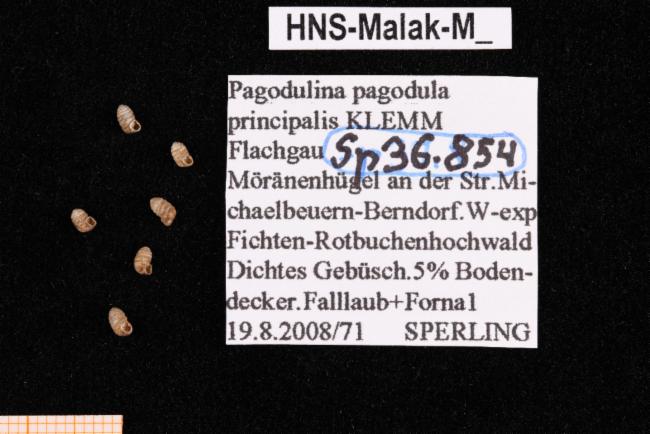 HNS-Malak-M_
Pagodulina pagodula
principalis KLEMM
Flachgau Sp36.854
Möränenhügel an der Str.Mi-
chaelbeuern-Berndorf.W-exp
Fichten-Rotbuchenhochwald
Dichtes Gebüsch.5% Boden-
decker.Falllaub+Forna1
19.8.2008/71 SPERLING